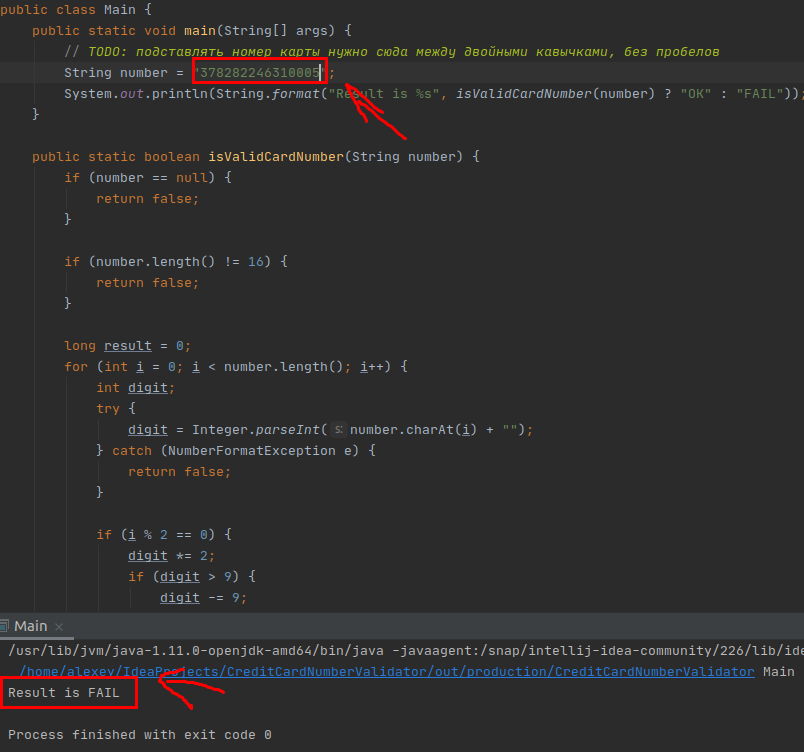 public class Main {
public static void main(String[] args) {
// TODO: подставлять номер карты нужно сюда между двойными кавычками, без пробелов
String number = "378282246310005";
System.out.println(String.format("Result is %s", isValidCardNumber(number) ? "OK" : "FAIL"));
}
public static boolean isValidCardNumber(String number) {
if (number == null) {
return false;
}
if (number.length() != 16) {
return false;
}
long result = 0;
for (int i = 0; i < number.length(); i++) {
int digit;
try {
digit = Integer.parseInt( s: number.charAt(i) + "");
} catch (NumberFormatException e) {
return false;
}
if (i % 2 == 0) {
digit *= 2;
if (digit > 9) {
digit -= 9;
Main ×
/usr/lib/jvm/java-1.11.0-openjdk-amd64/bin/java -javaagent:/snap/intellij-idea-community/226/lib/ide
/home/alexey/IdeaProjects/CreditCardNumberValidator/out/production/CreditCardNumberValidator Main
Result is FAIL
Process finished with exit code 0